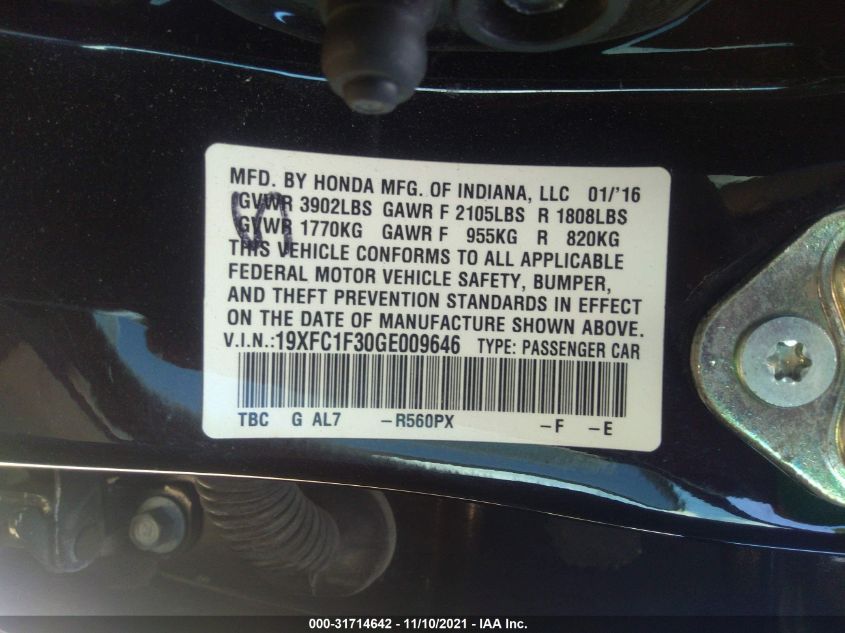 MFD. BY HONDA MFG. OF INDIANA, LLC 01/'16
GVWR 3902LBS GAWR F 2105LBS R 1808LBS
GVWR 1770KG GAWR F 955KG R 820KG
THIS VEHICLE CONFORMS TO ALL APPLICABLE
FEDERAL MOTOR VEHICLE SAFETY, BUMPER,
AND THEFT PREVENTION STANDARDS IN EFFECT
ON THE DATE OF MANUFACTURE SHOWN ABOVE.
V.I.N.:19XFC1F30GE009646 TYPE: PASSENGER CAR
TBC G AL7 –R560PX –F –E
000-31714642 - 11/10/2021 - IAA Inc.